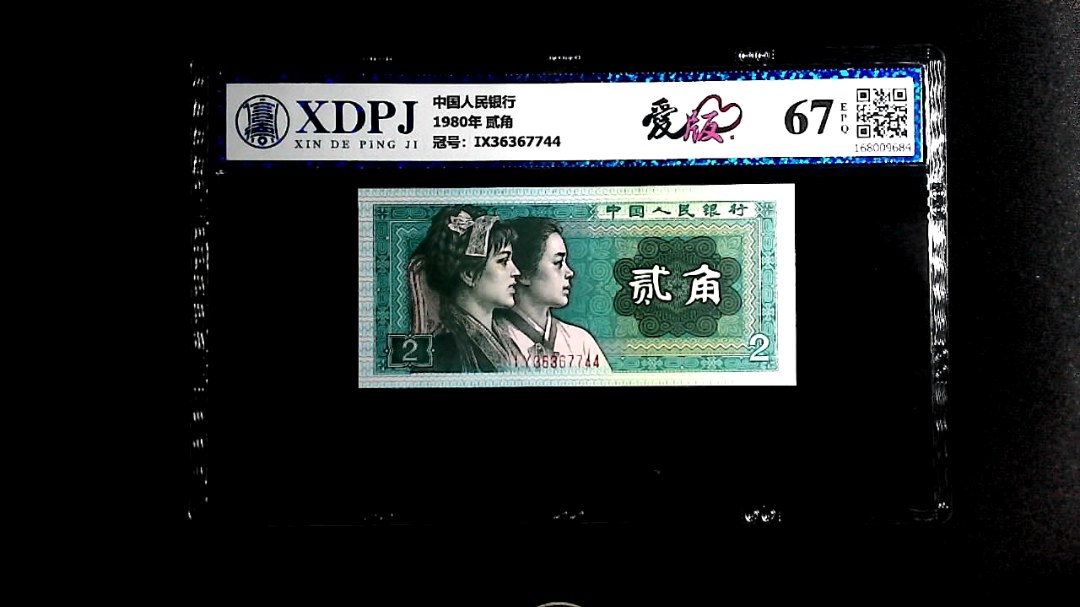 XDPJ
XIN DE PING JI
中国人民银行
1980年 贰角
冠号：IX36367744
爱版
67
EPQ
168009684
中国人民银行
贰角
2
36367744
2